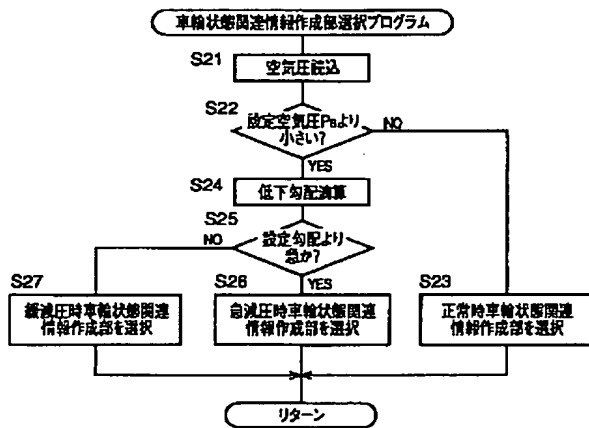 車輪状態関連情報作成部選択プログラム
S21
空気圧読込
S22
設定空気圧PBより
小さい?
NO
YES
S24
低下勾配演算
S25
設定勾配より
急か?
NO
YES
S27
緩減圧時車輪状態関連
情報作成部を選択
S26
急減圧時車輪状態関連
情報作成部を選択
S23
正常時車輪状態関連
情報作成部を選択
リターン